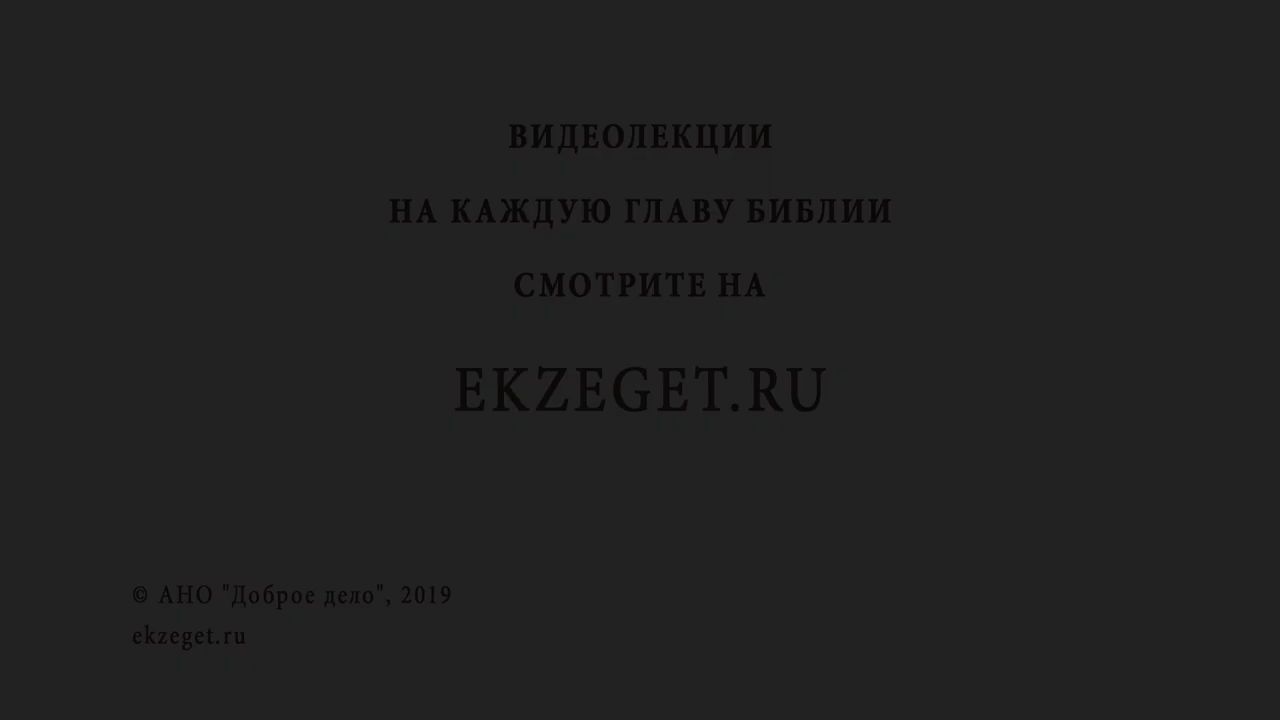 ВИДЕОЛЕКЦИИ
НА КАЖДУЮ ГЛАВУ БИБЛИИ
СМОТРИТЕ НА
EKZEGET.RU
© АНО "Доброе дело", 2019
ekzeget.ru